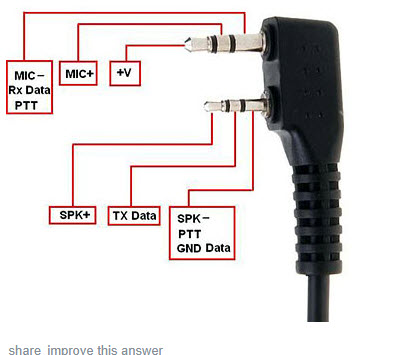 MIC−
Rx Data
PTT
MIC+
+V
SPK+
TX Data
SPK−
PTT
GND Data
share improve this answer